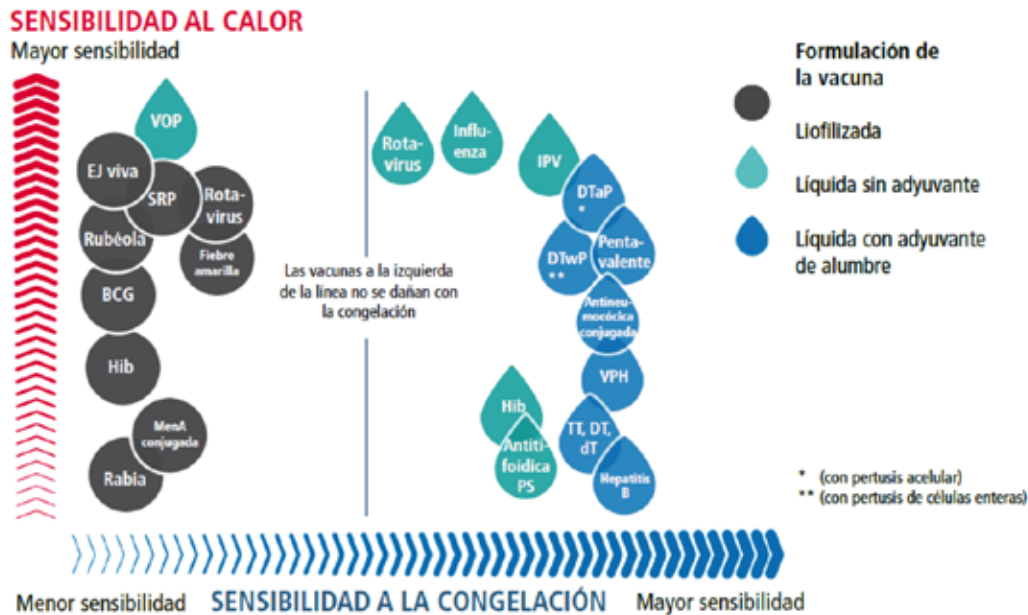 SENSIBILIDAD AL CALOR
Mayor sensibilidad
VOP
EJ viva
SRP
Rota-
virus
Rubéola
Fiebre
amarilla
BCG
Hib
MenA
conjugada
Rabia
Las vacunas a la izquierda
de la línea no se dañan con
la congelación
Rota-
virus
Influ-
enza
IPV
DTaP
*
DTwP
**
Penta-
valente
Antineu-
mocócica
conjugada
VPH
Hib
Antiti-
foídica
PS
TT, DT,
dT
Hepatitis
B
Formulación de
la vacuna
Liofilizada
Líquida sin adyuvante
Líquida con adyuvante
de alumbre
* (con pertusis acelular)
** (con pertusis de células enteras)
Menor sensibilidad SENSIBILIDAD A LA CONGELACIÓN Mayor sensibilidad